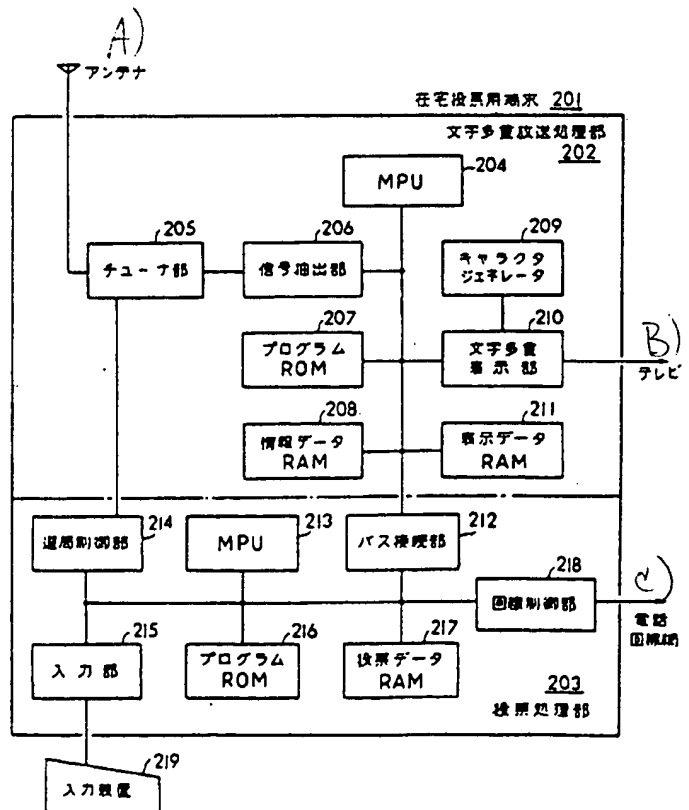 A)
アンテナ
在宅投票用端末 201
文字多重放送処理部
202
204
MPU
205
チューナ部
206
信号抽出部
209
キャラクタ
ジェネレータ
207
プログラム
ROM
210
文字多重
表示部
B)
テレビ
208
情報データ
RAM
211
表示データ
RAM
214
選局制御部
213
MPU
212
バス接続部
218
回線制御部
C)
電話
回線網
215
入力部
216
プログラム
ROM
217
投票データ
RAM
203
投票処理部
219
入力装置